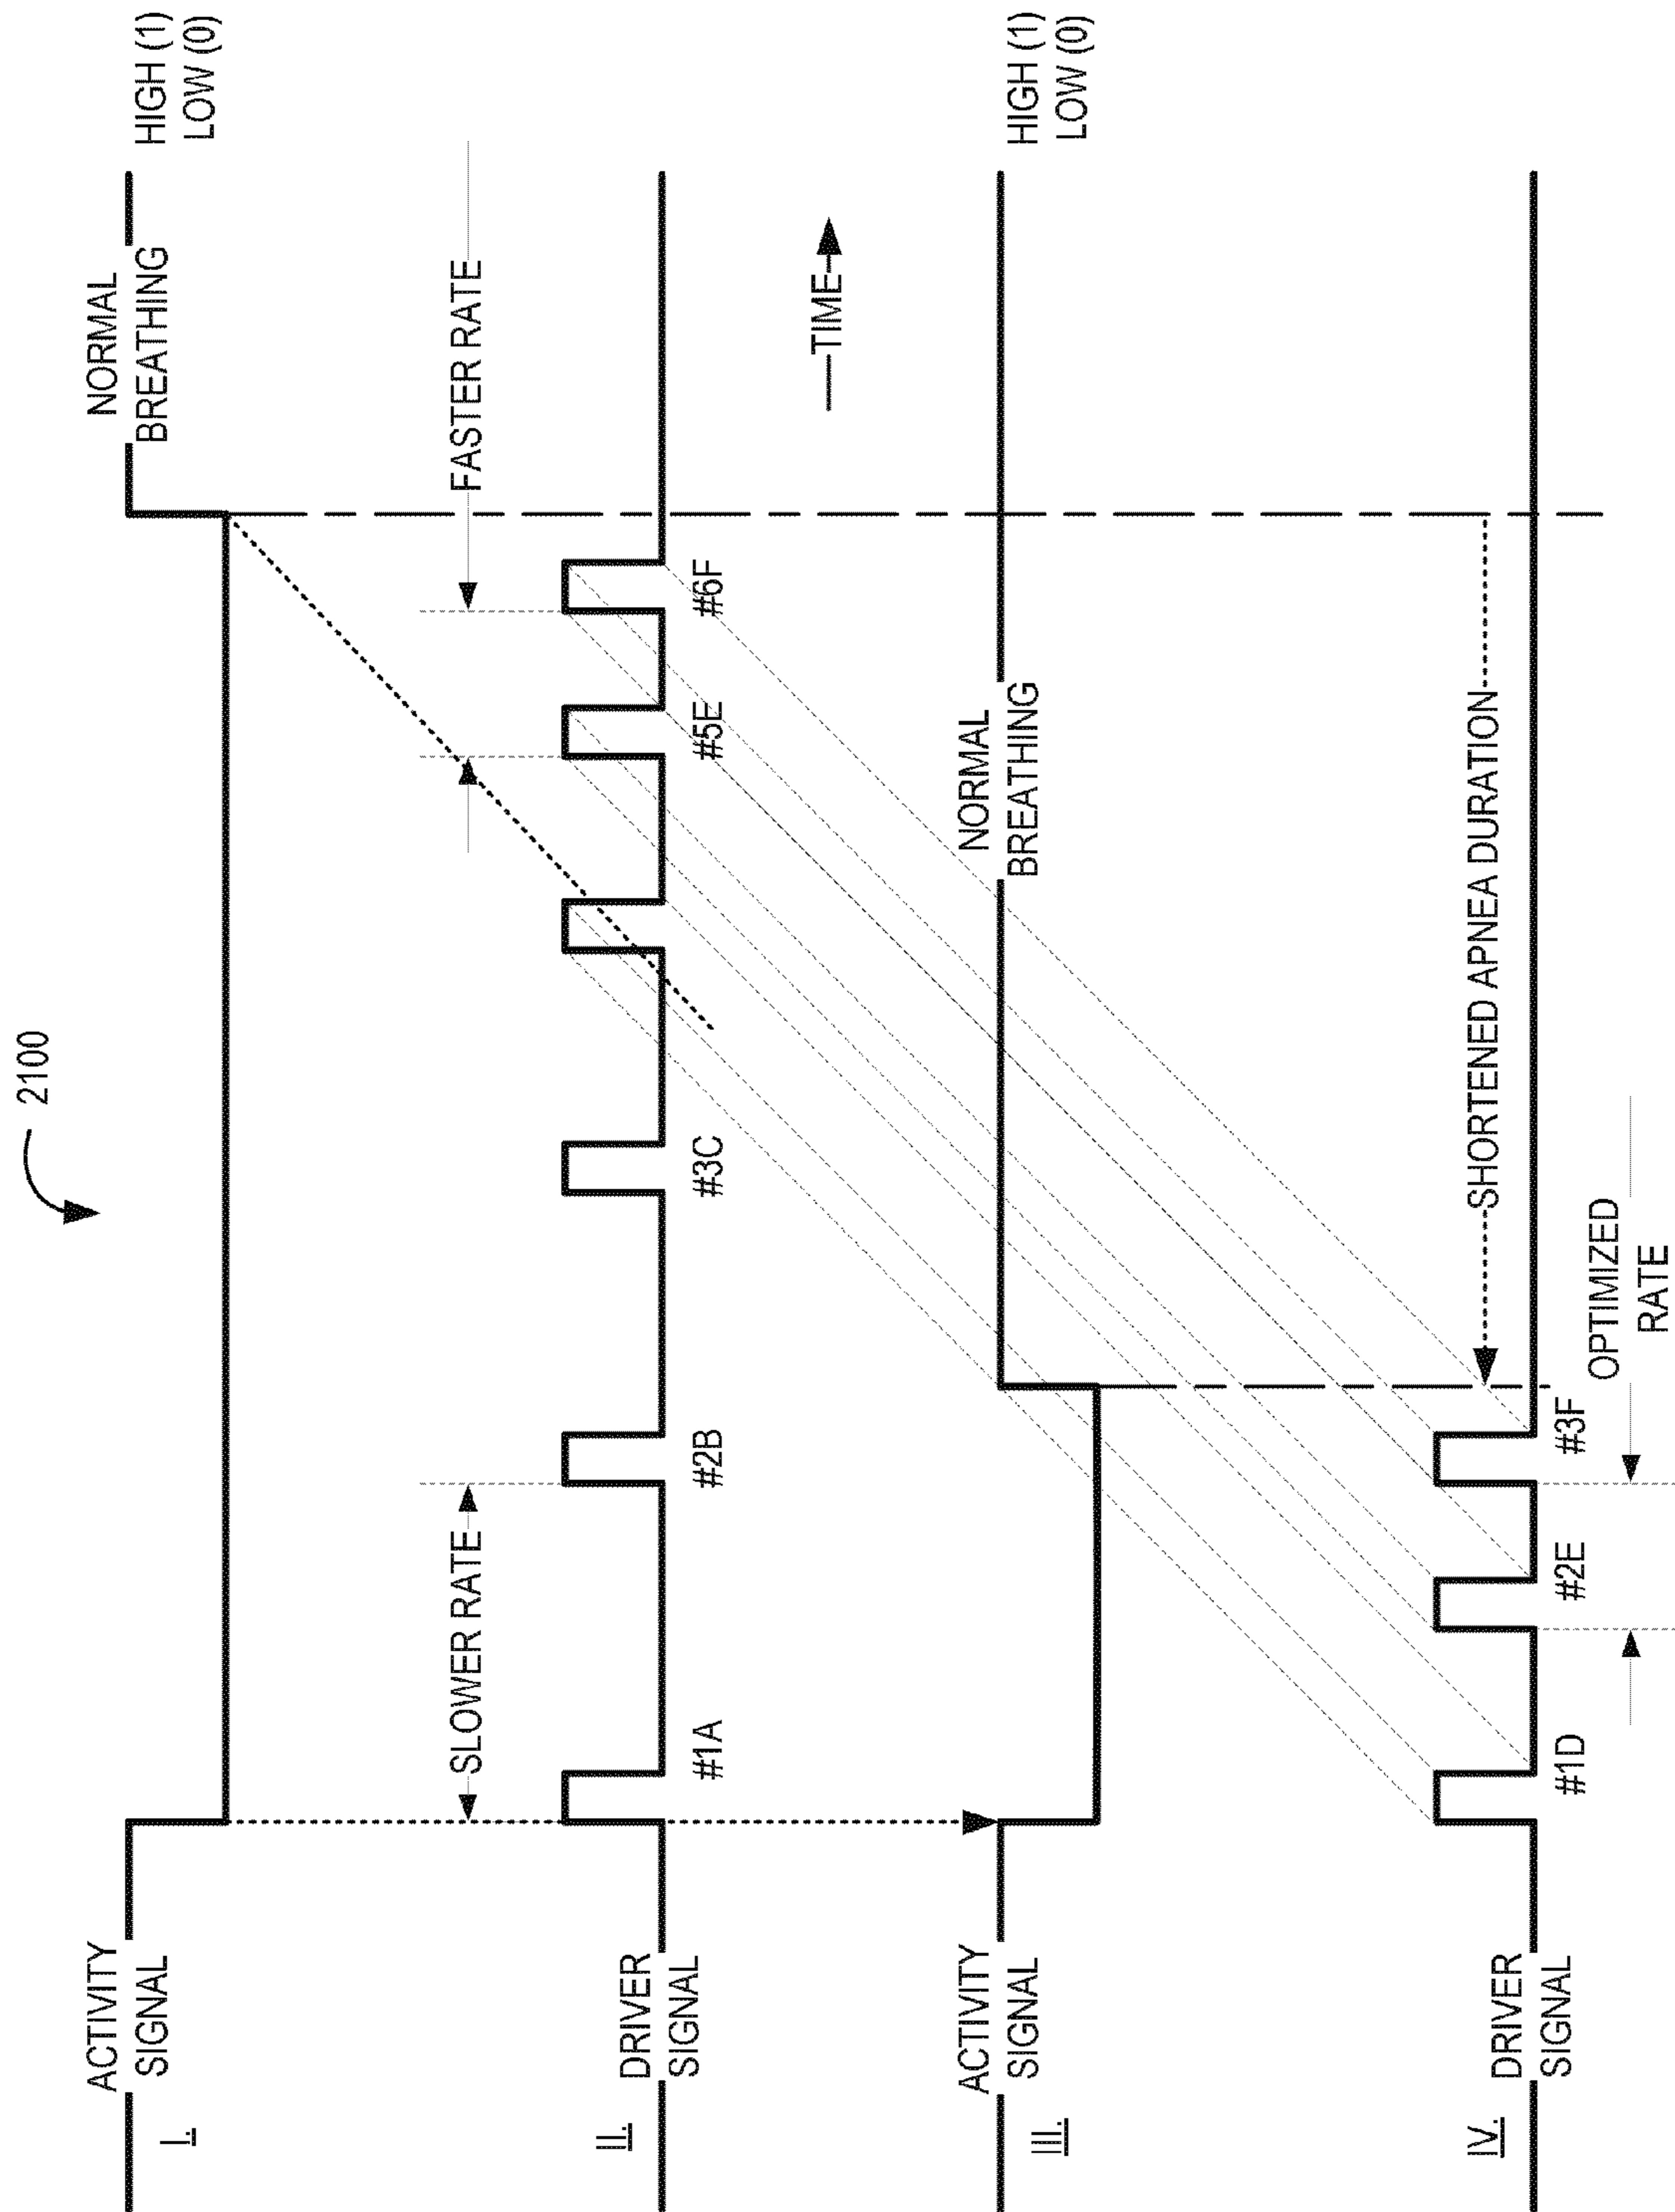 2100
NORMAL
BREATHING
HIGH (1)
LOW (0)
ACTIVITY
SIGNAL
I.
SLOWER RATE
FASTER RATE
DRIVER
SIGNAL
II.
#1A
#2B
#3C
#5E
#6F
TIME
NORMAL
BREATHING
HIGH (1)
LOW (0)
ACTIVITY
SIGNAL
III.
SHORTENED APNEA DURATION
DRIVER
SIGNAL
IV.
#1D
#2E
#3F
OPTIMIZED
RATE